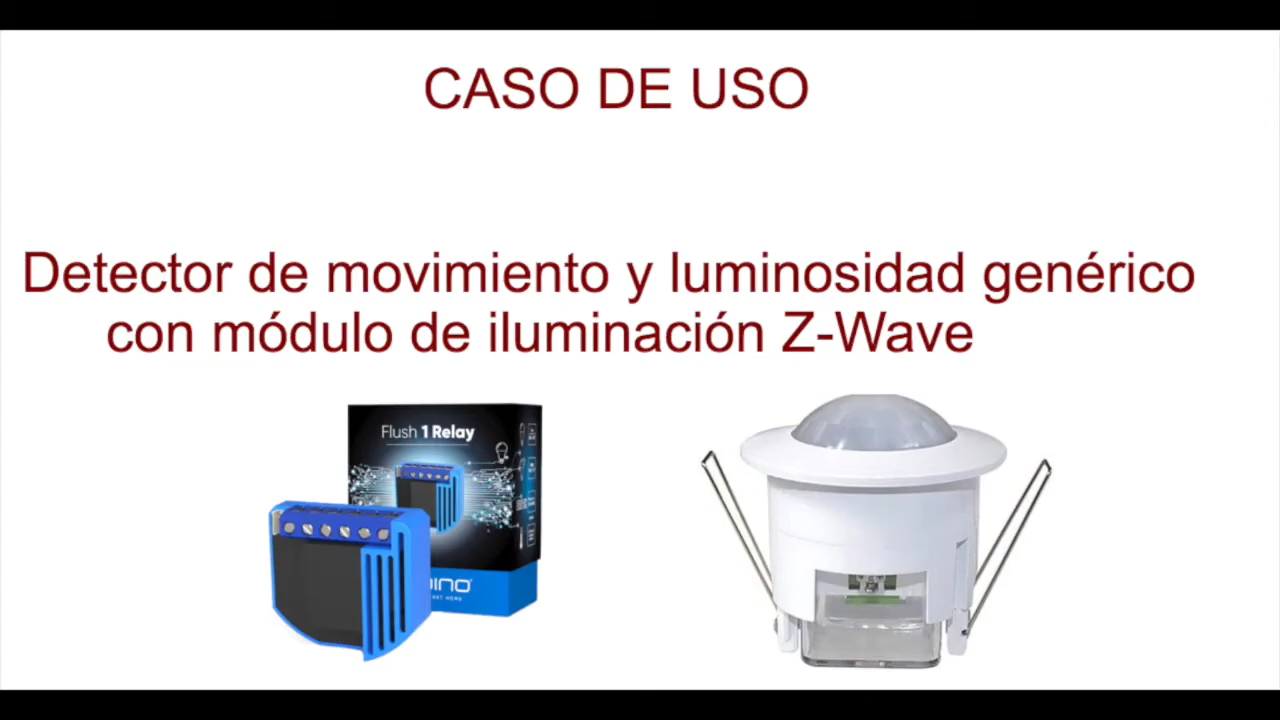 CASO DE USO
Detector de movimiento y luminosidad genérico
con módulo de iluminación Z-Wave
Flush 1 Relay